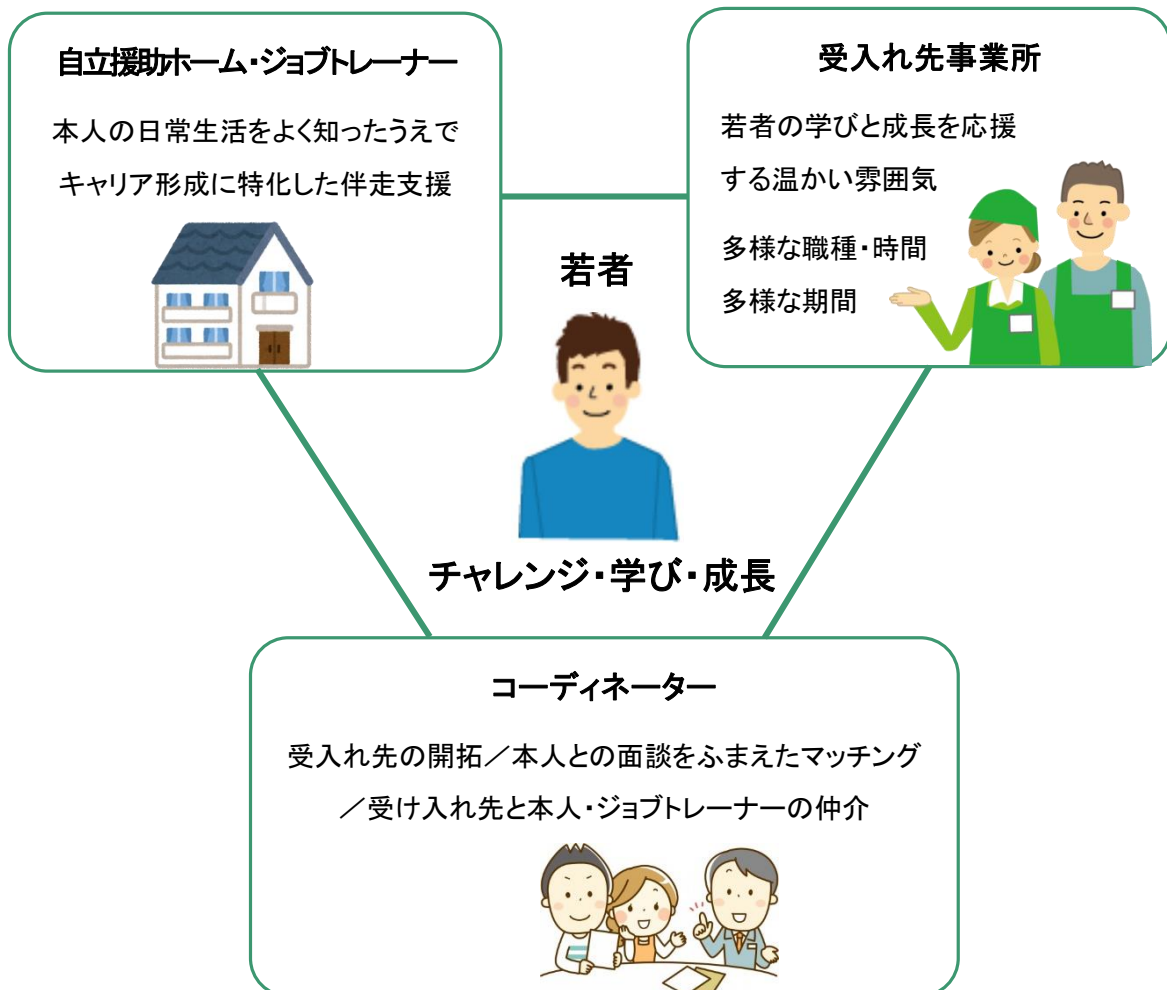 自立援助ホーム・ジョブトレーナー
本人の日常生活をよく知ったうえで
キャリア形成に特化した伴走支援
受入れ先事業所
若者の学びと成長を応援
する温かい雰囲気
多様な職種・時間
多様な期間
若者
チャレンジ・学び・成長
コーディネーター
受入れ先の開拓／本人との面談をふまえたマッチング
／受け入れ先と本人・ジョブトレーナーの仲介